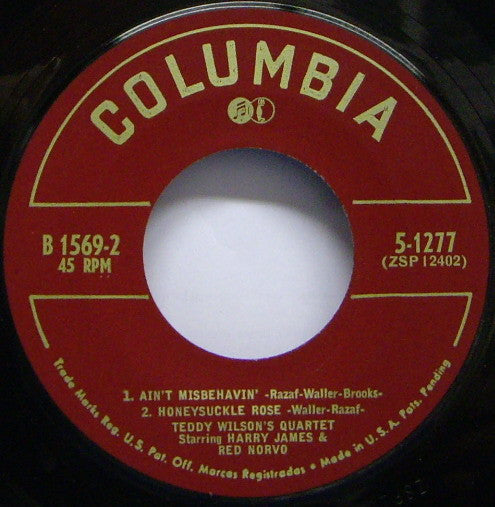 COLUMBIA
B 1569-2
45 RPM
5-1277
(ZSP 12402)
1. AIN'T MISBEHAVIN' -Razaf-Waller-Brooks-
2. HONEYSUCKLE ROSE -Waller-Razaf-
TEDDY WILSON'S QUARTET
Starring HARRY JAMES &
RED NORVO
Trade Marks Reg. U.S. Pat. Off. Marcas Registradas • Made in U.S.A. Pats. Pending